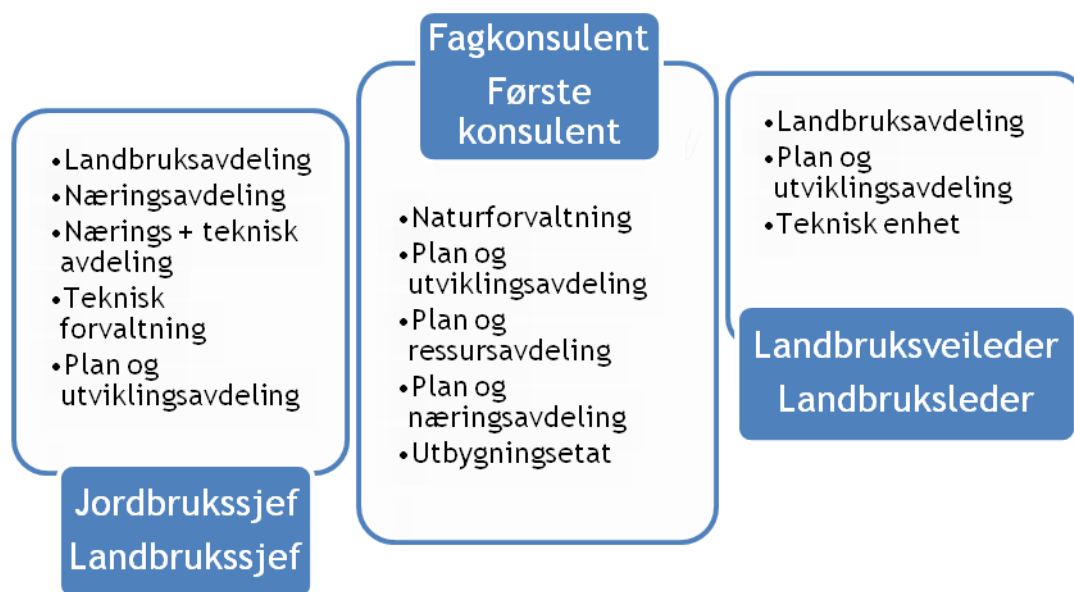 •Landbruksavdeling
•Næringsavdeling
•Nærings + teknisk
avdeling
•Teknisk
forvaltning
•Plan og
utviklingsavdeling
Jordbrukssjef
Landbrukssjef
Fagkonsulent
Første
konsulent
•Naturforvaltning
•Plan og
utviklingsavdeling
•Plan og
ressursavdeling
•Plan og
næringsavdeling
•Utbygningsetat
•Landbruksavdeling
•Plan og
utviklingsavdeling
•Teknisk enhet
Landbruksveileder
Landbruksleder